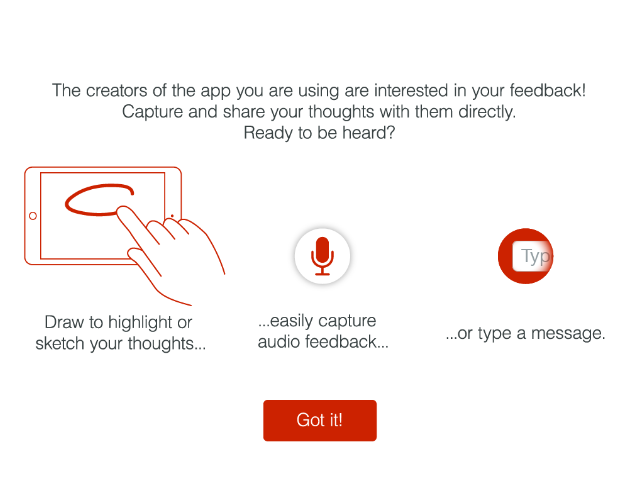 The creators of the app you are using are interested in your feedback!
Capture and share your thoughts with them directly.
Ready to be heard?
Draw to highlight or
sketch your thoughts...
...easily capture
audio feedback...
Typ
...or type a message.
Got it!